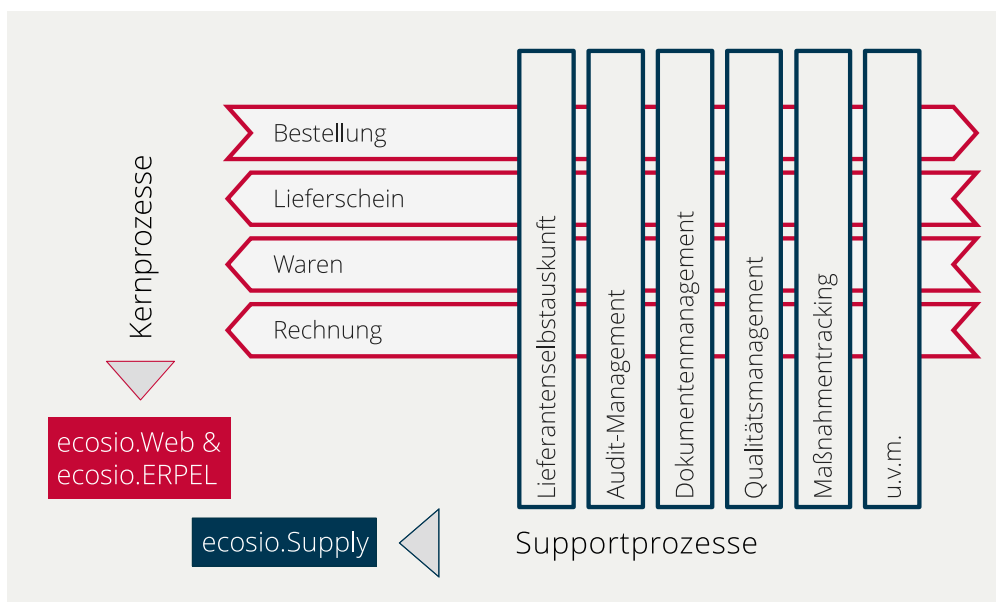 Kernprozesse
Bestellung
Lieferschein
Waren
Rechnung
Lieferantenselbstauskunft
Audit-Management
Dokumentenmanagement
Qualitätsmanagement
Maßnahmentracking
u.v.m.
ecosio.Web &
ecosio.ERPEL
ecosio.Supply
Supportprozesse